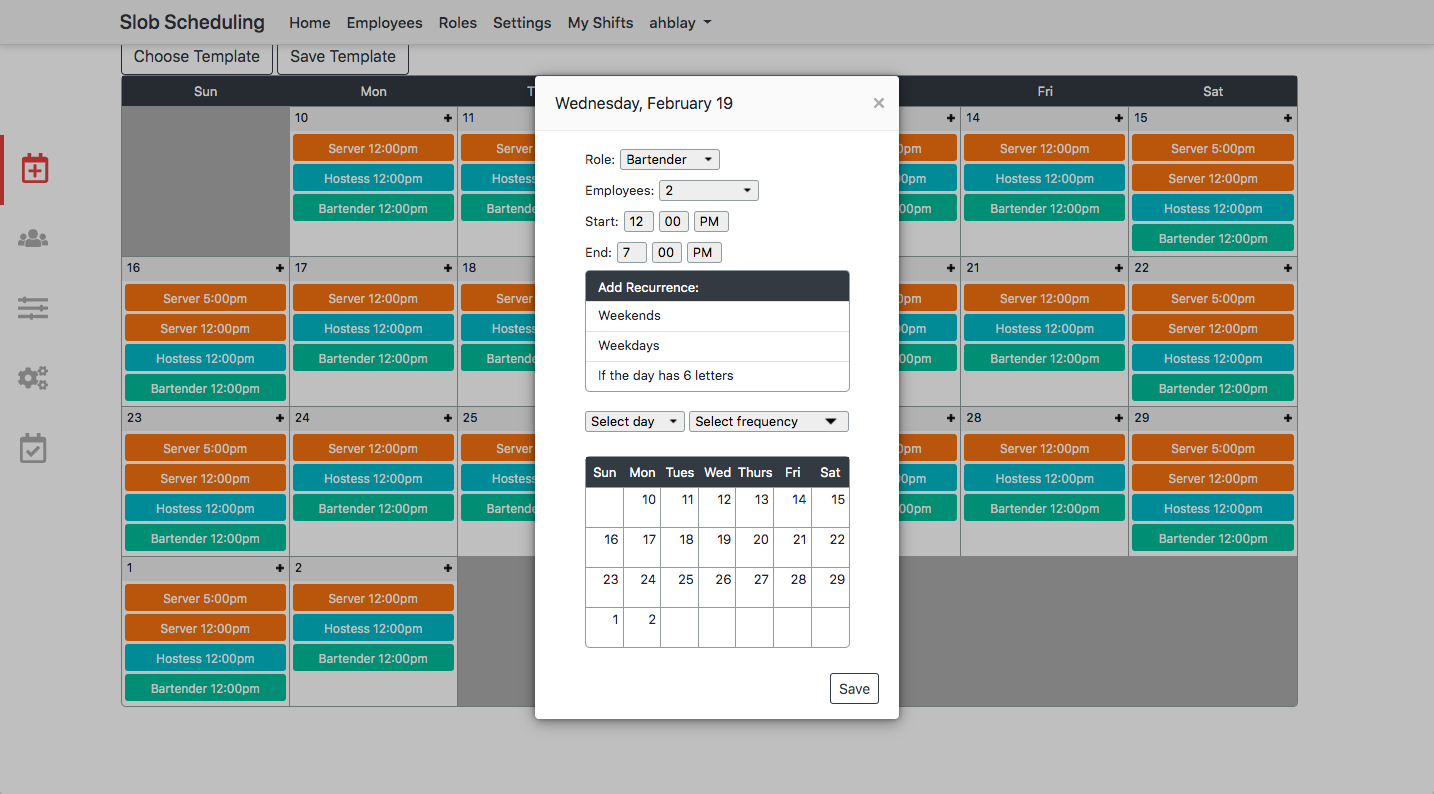 Slob Scheduling Home Employees Roles Settings My Shifts ahblay
Choose Template Save Template
Sun Mon T Fri Sat
10 11 14 15
Server 12:00pm Serve 0pm Server 12:00pm Server 5:00pm
Hostess 12:00pm Hostess 00pm Hostess 12:00pm Server 12:00pm
Bartender 12:00pm Bartende 00pm Bartender 12:00pm Hostess 12:00pm
Bartender 12:00pm
16 17 18 21 22
Server 5:00pm Server 12:00pm Server 0pm Server 12:00pm Server 5:00pm
Server 12:00pm Hostess 12:00pm Hostess 00pm Hostess 12:00pm Server 12:00pm
Hostess 12:00pm Bartender 12:00pm Bartende 00pm Bartender 12:00pm Hostess 12:00pm
Bartender 12:00pm Bartender 12:00pm
23 24 25 28 29
Server 5:00pm Server 12:00pm Server 0pm Server 12:00pm Server 5:00pm
Server 12:00pm Hostess 12:00pm Hostess 00pm Hostess 12:00pm Server 12:00pm
Hostess 12:00pm Bartender 12:00pm Bartende 00pm Bartender 12:00pm Hostess 12:00pm
Bartender 12:00pm Bartender 12:00pm
1 2
Server 5:00pm Server 12:00pm
Server 12:00pm Hostess 12:00pm
Hostess 12:00pm Bartender 12:00pm
Bartender 12:00pm
Wednesday, February 19 ×
Role: Bartender
Employees: 2
Start: 12 00 PM
End: 7 00 PM
Add Recurrence:
Weekends
Weekdays
If the day has 6 letters
Select day Select frequency
Sun Mon Tues Wed Thurs Fri Sat
10 11 12 13 14 15
16 17 18 19 20 21 22
23 24 25 26 27 28 29
1 2
Save